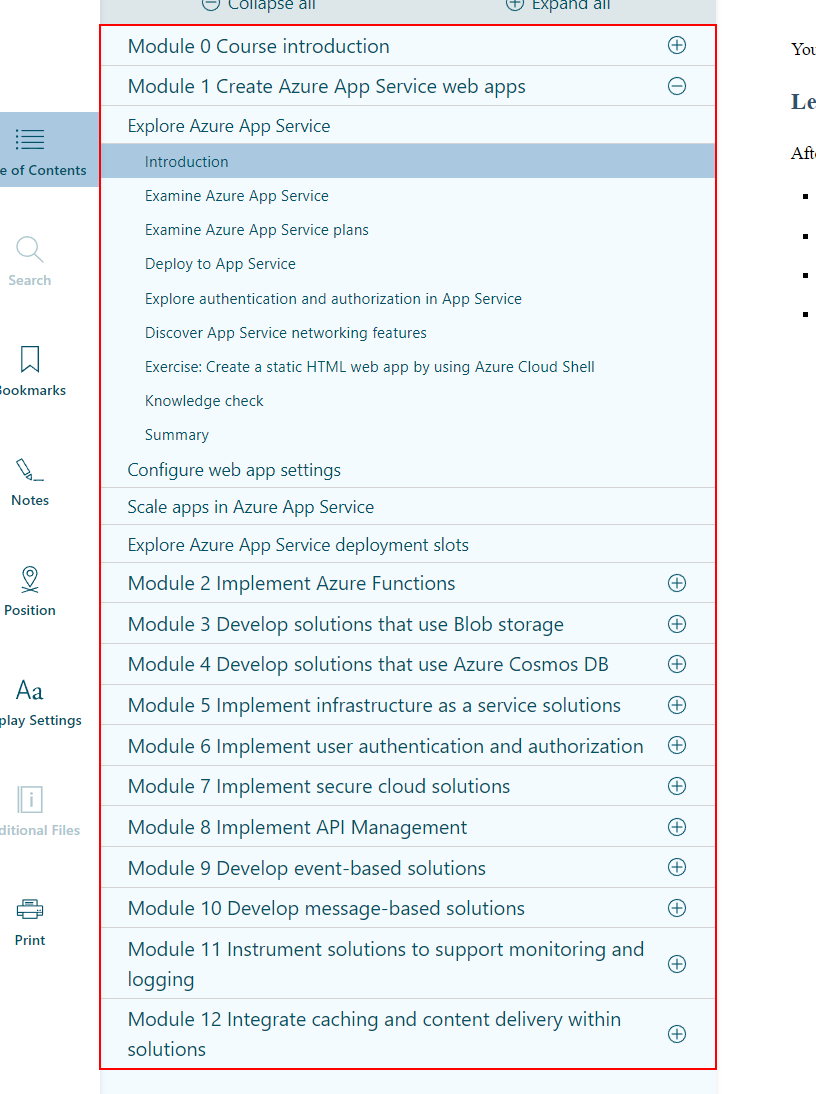 Collapse all
Expand all
Module 0 Course introduction
Module 1 Create Azure App Service web apps
Explore Azure App Service
Introduction
Examine Azure App Service
Examine Azure App Service plans
Deploy to App Service
Explore authentication and authorization in App Service
Discover App Service networking features
Exercise: Create a static HTML web app by using Azure Cloud Shell
Knowledge check
Summary
Configure web app settings
Scale apps in Azure App Service
Explore Azure App Service deployment slots
Module 2 Implement Azure Functions
Module 3 Develop solutions that use Blob storage
Module 4 Develop solutions that use Azure Cosmos DB
Module 5 Implement infrastructure as a service solutions
Module 6 Implement user authentication and authorization
Module 7 Implement secure cloud solutions
Module 8 Implement API Management
Module 9 Develop event-based solutions
Module 10 Develop message-based solutions
Module 11 Instrument solutions to support monitoring and
logging
Module 12 Integrate caching and content delivery within
solutions
e of Contents
Search
Bookmarks
Notes
Position
Aa
play Settings
ditional Files
Print
You
Le
Aft